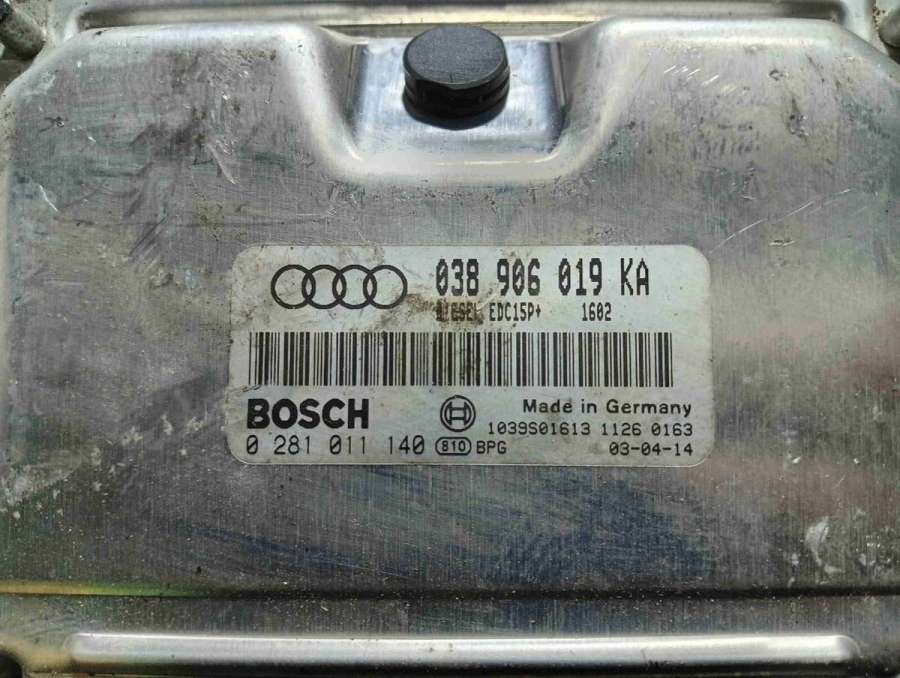 038 906 019 KA
DIESEL EDC15P+ 1602
BOSCH
Made in Germany
1039S01613 1126 0163
0 281 011 140 810 BPG 03-04-14